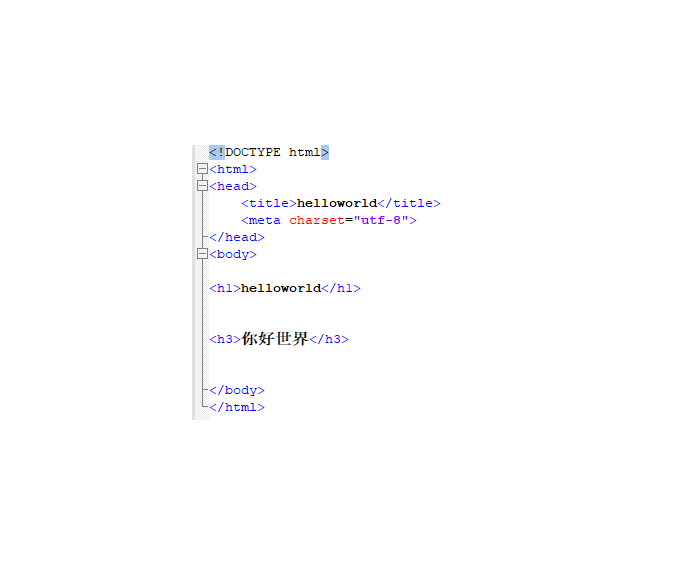 <!DOCTYPE html>
<html>
<head>
    <title>helloworld</title>
    <meta charset="utf-8">
</head>
<body>

<h1>helloworld</h1>


<h3>你好世界</h3>


</body>
</html>